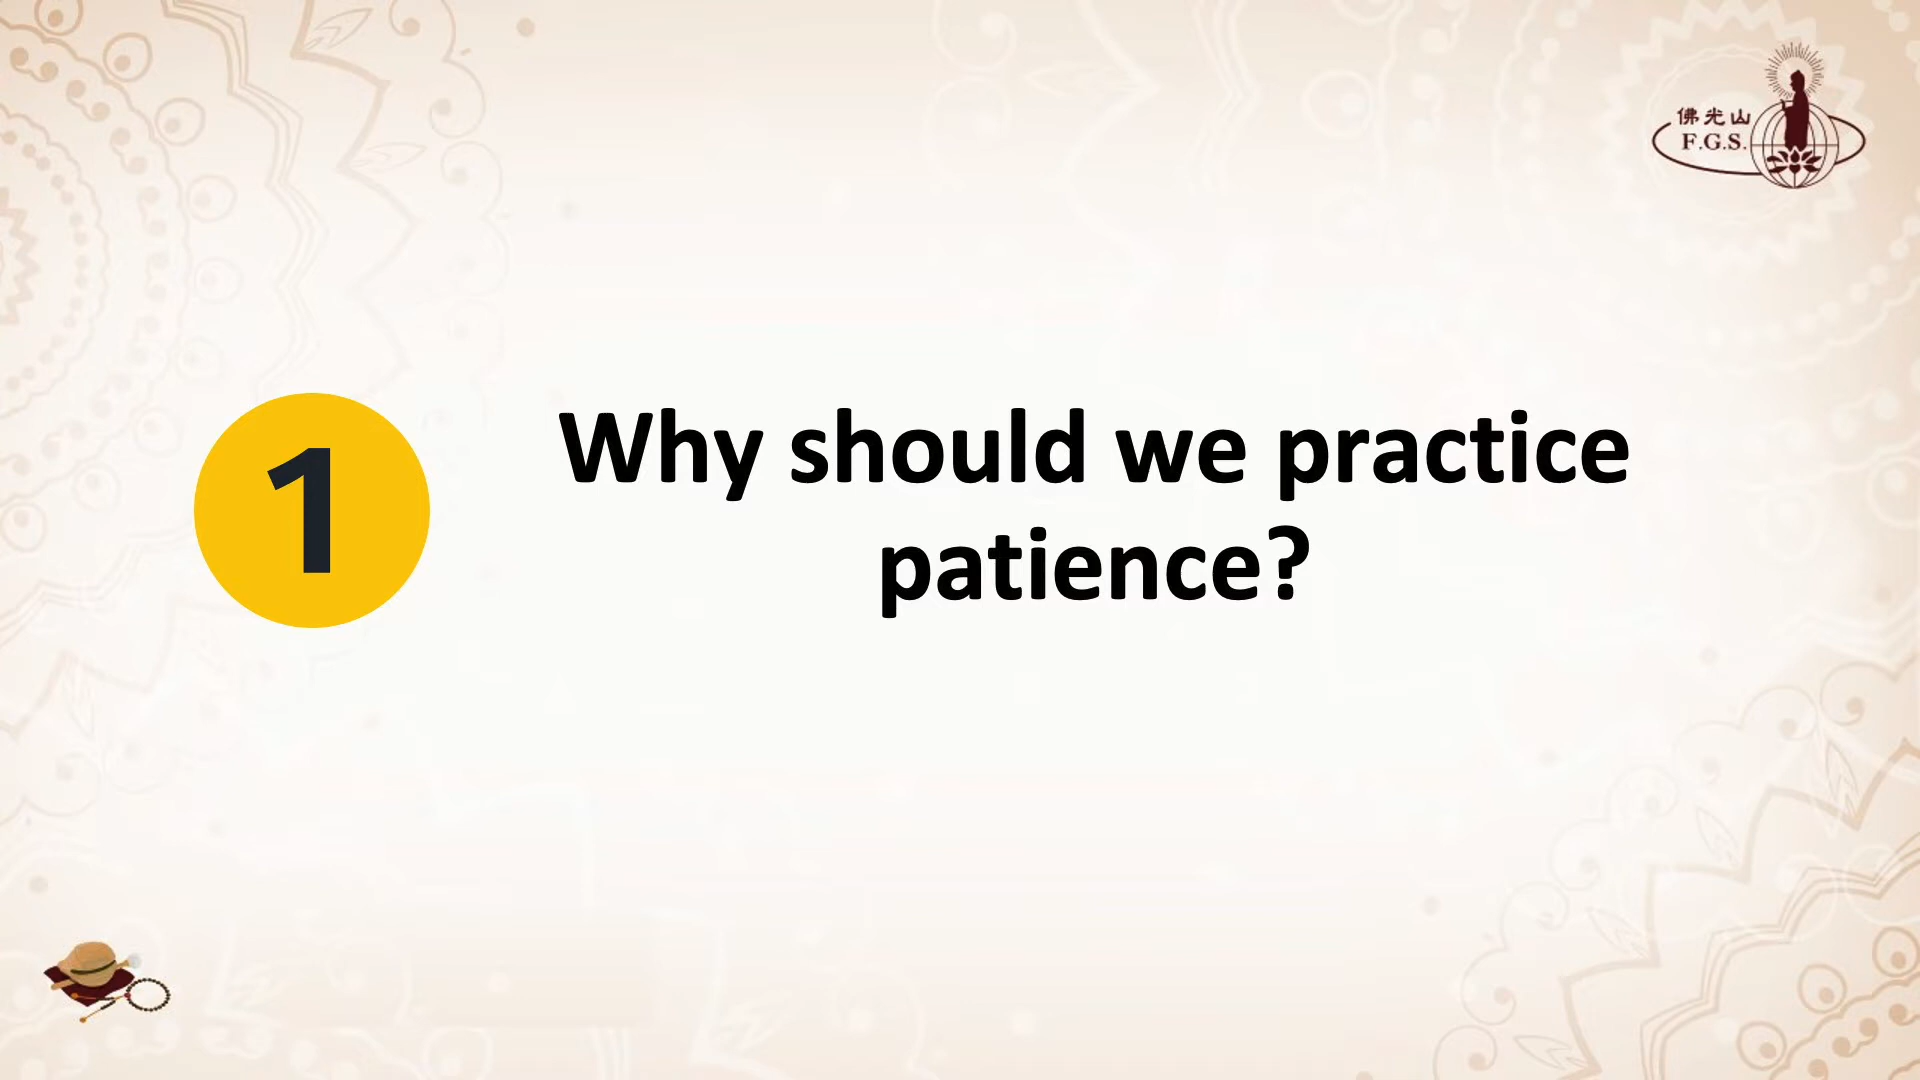 佛光山
F.G.S.
1
Why should we practice
patience?